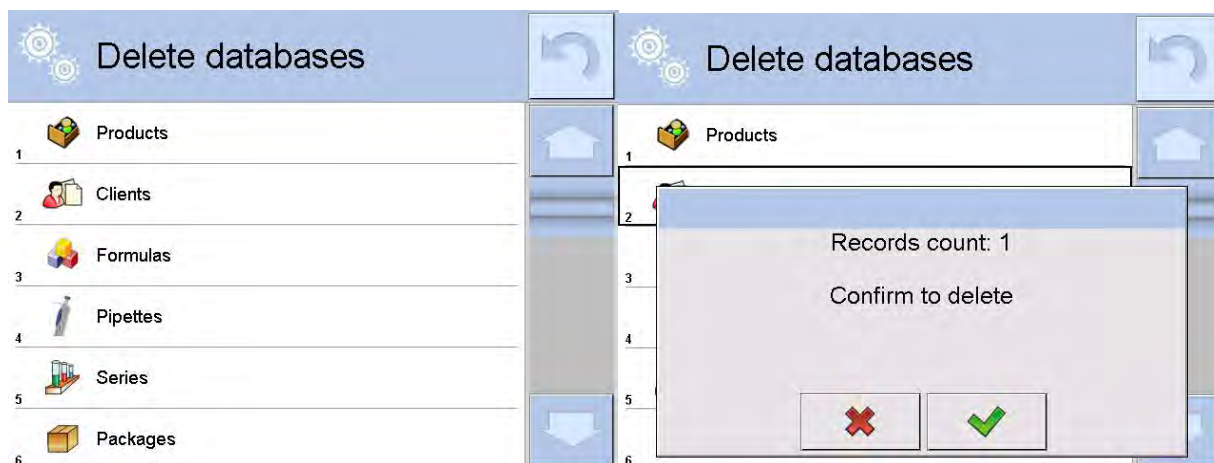 Delete databases
1 Products
2 Clients
3 Formulas
4 Pipettes
5 Series
6 Packages
Delete databases
1 Products
2
3
4
5
6
Records count: 1
Confirm to delete